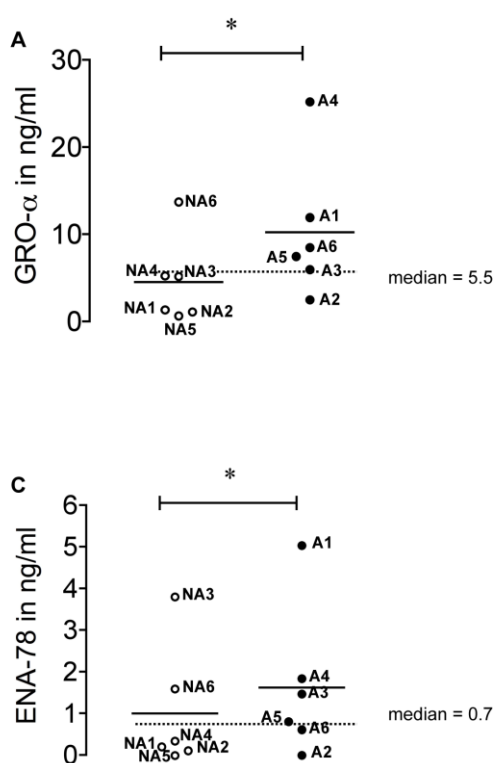 A
*
30
20
10
0
GRO-α in ng/ml
A4
NA6
A1
A6
A5
NA4 NA3
A3
median = 5.5
A2
NA1 NA2
NA5
C
*
6
5
4
3
2
1
0
ENA-78 in ng/ml
A1
NA3
A4
NA6
A3
A5
median = 0.7
A6
NA4
NA1 NA2
NA5
A2